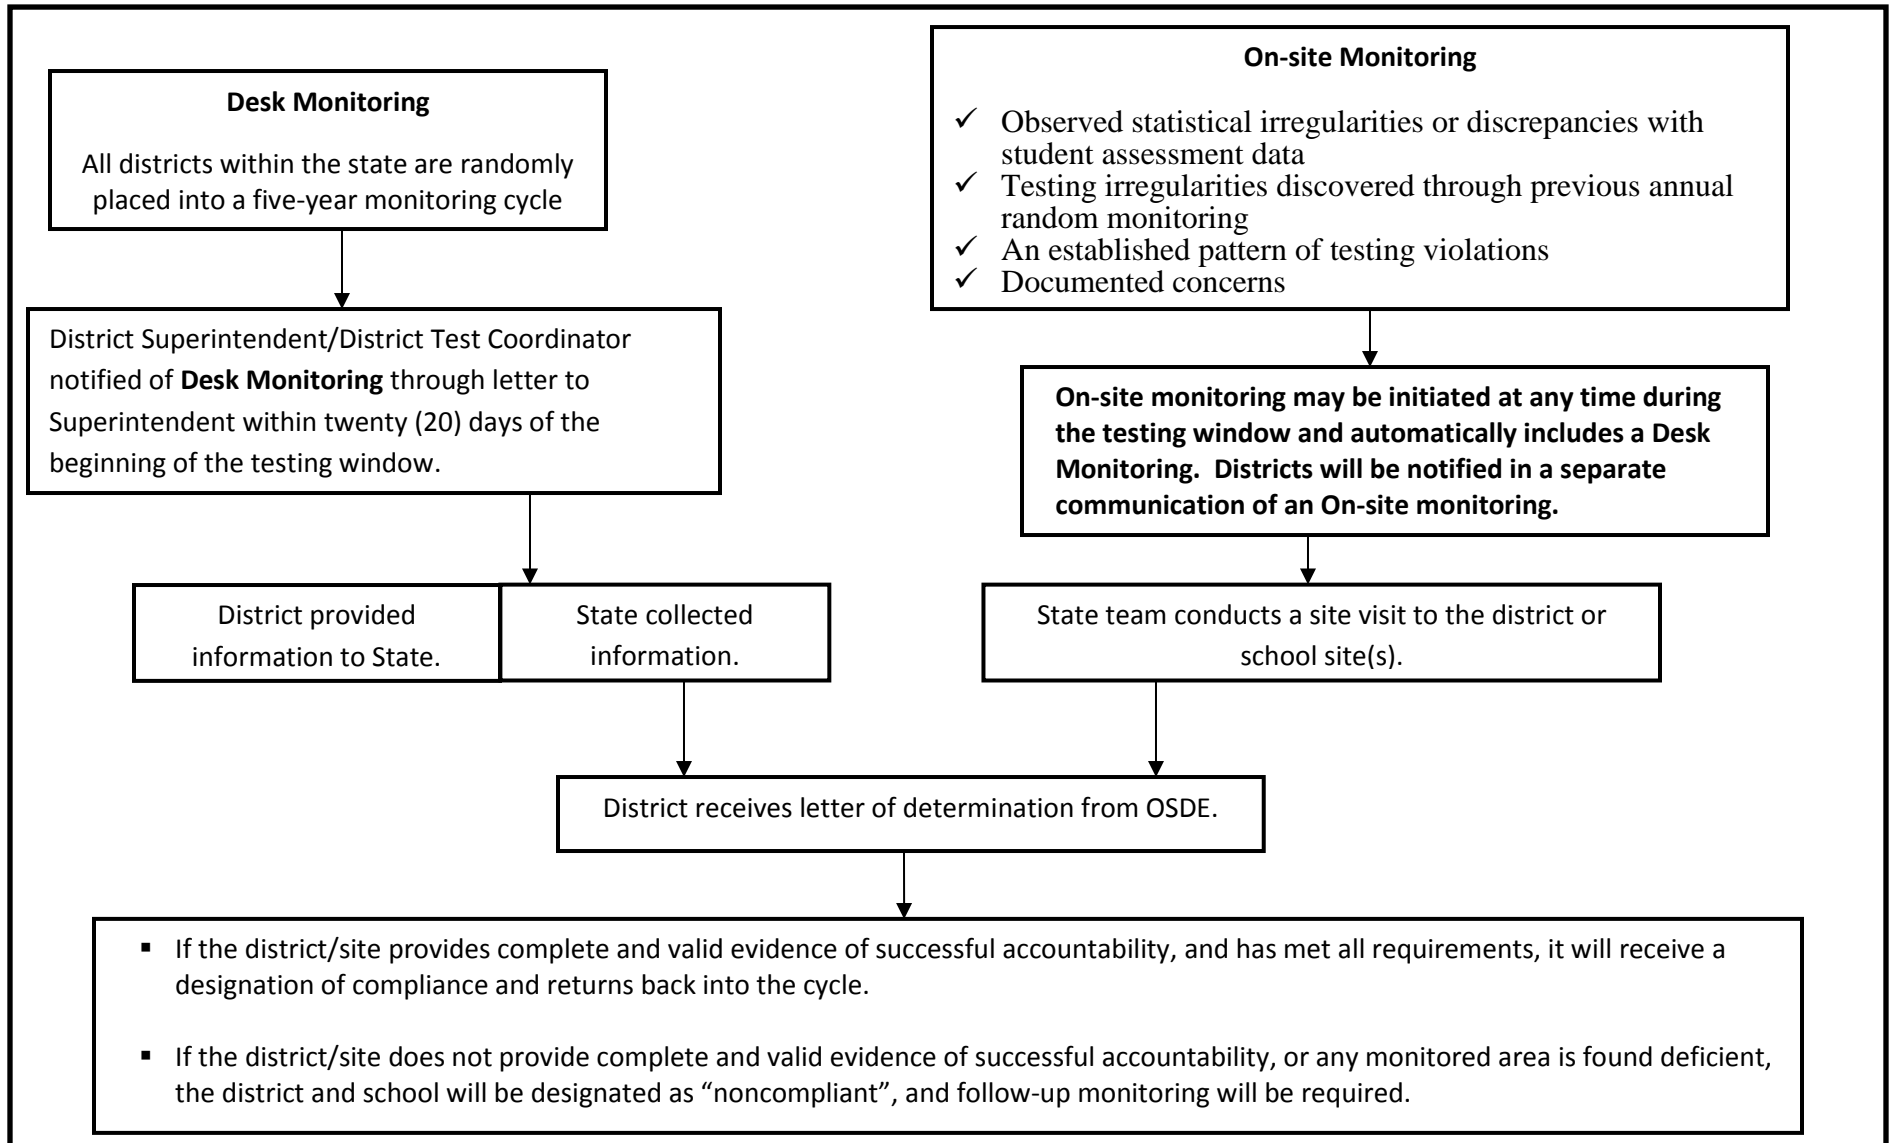 Desk Monitoring
All districts within the state are randomly
placed into a five-year monitoring cycle
On-site Monitoring
✓ Observed statistical irregularities or discrepancies with
student assessment data
✓ Testing irregularities discovered through previous annual
random monitoring
✓ An established pattern of testing violations
✓ Documented concerns
District Superintendent/District Test Coordinator
notified of Desk Monitoring through letter to
Superintendent within twenty (20) days of the
beginning of the testing window.
On-site monitoring may be initiated at any time during
the testing window and automatically includes a Desk
Monitoring.  Districts will be notified in a separate
communication of an On-site monitoring.
District provided
information to State.
State collected
information.
State team conducts a site visit to the district or
school site(s).
District receives letter of determination from OSDE.
▪ If the district/site provides complete and valid evidence of successful accountability, and has met all requirements, it will receive a
designation of compliance and returns back into the cycle.
▪ If the district/site does not provide complete and valid evidence of successful accountability, or any monitored area is found deficient,
the district and school will be designated as “noncompliant”, and follow-up monitoring will be required.